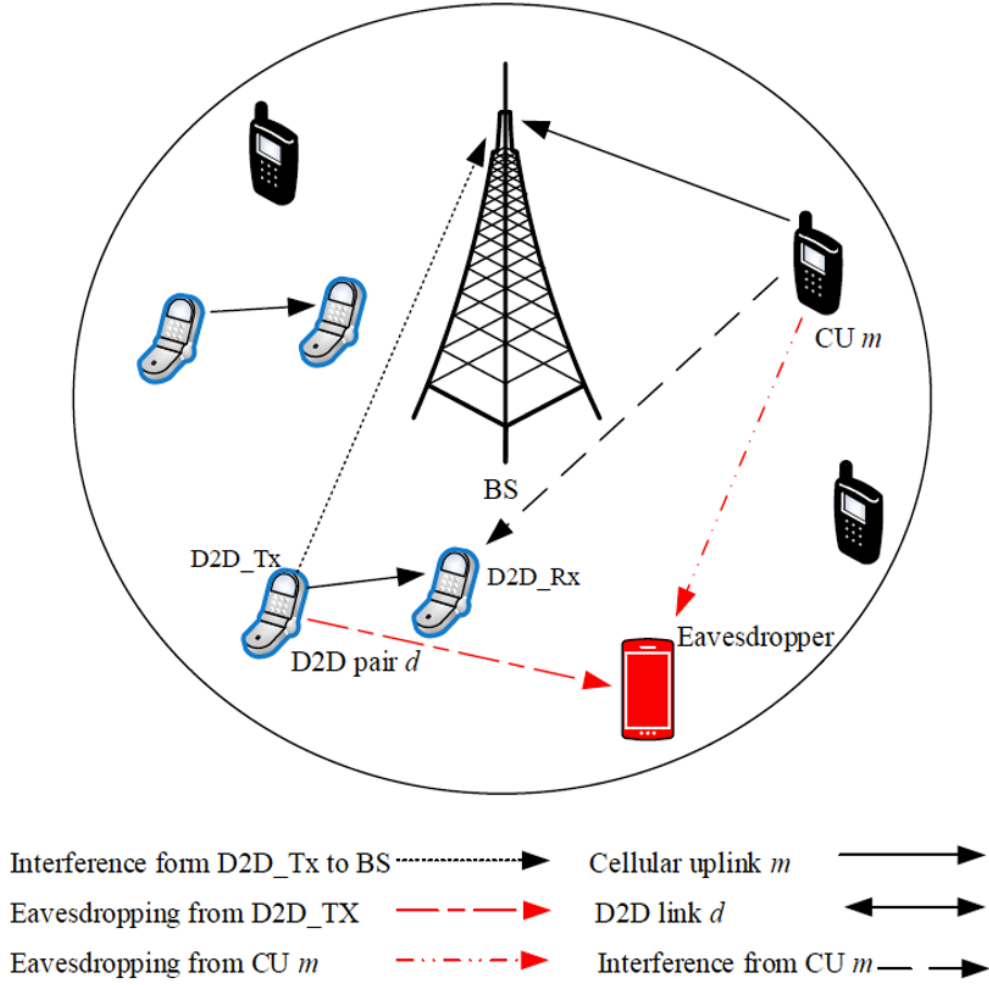 CU m
BS
D2D_Tx
D2D_Rx
Eavesdropper
D2D pair d
Interference form D2D_Tx to BS
Cellular uplink m
Eavesdropping from D2D_TX
D2D link d
Eavesdropping from CU m
Interference from CU m